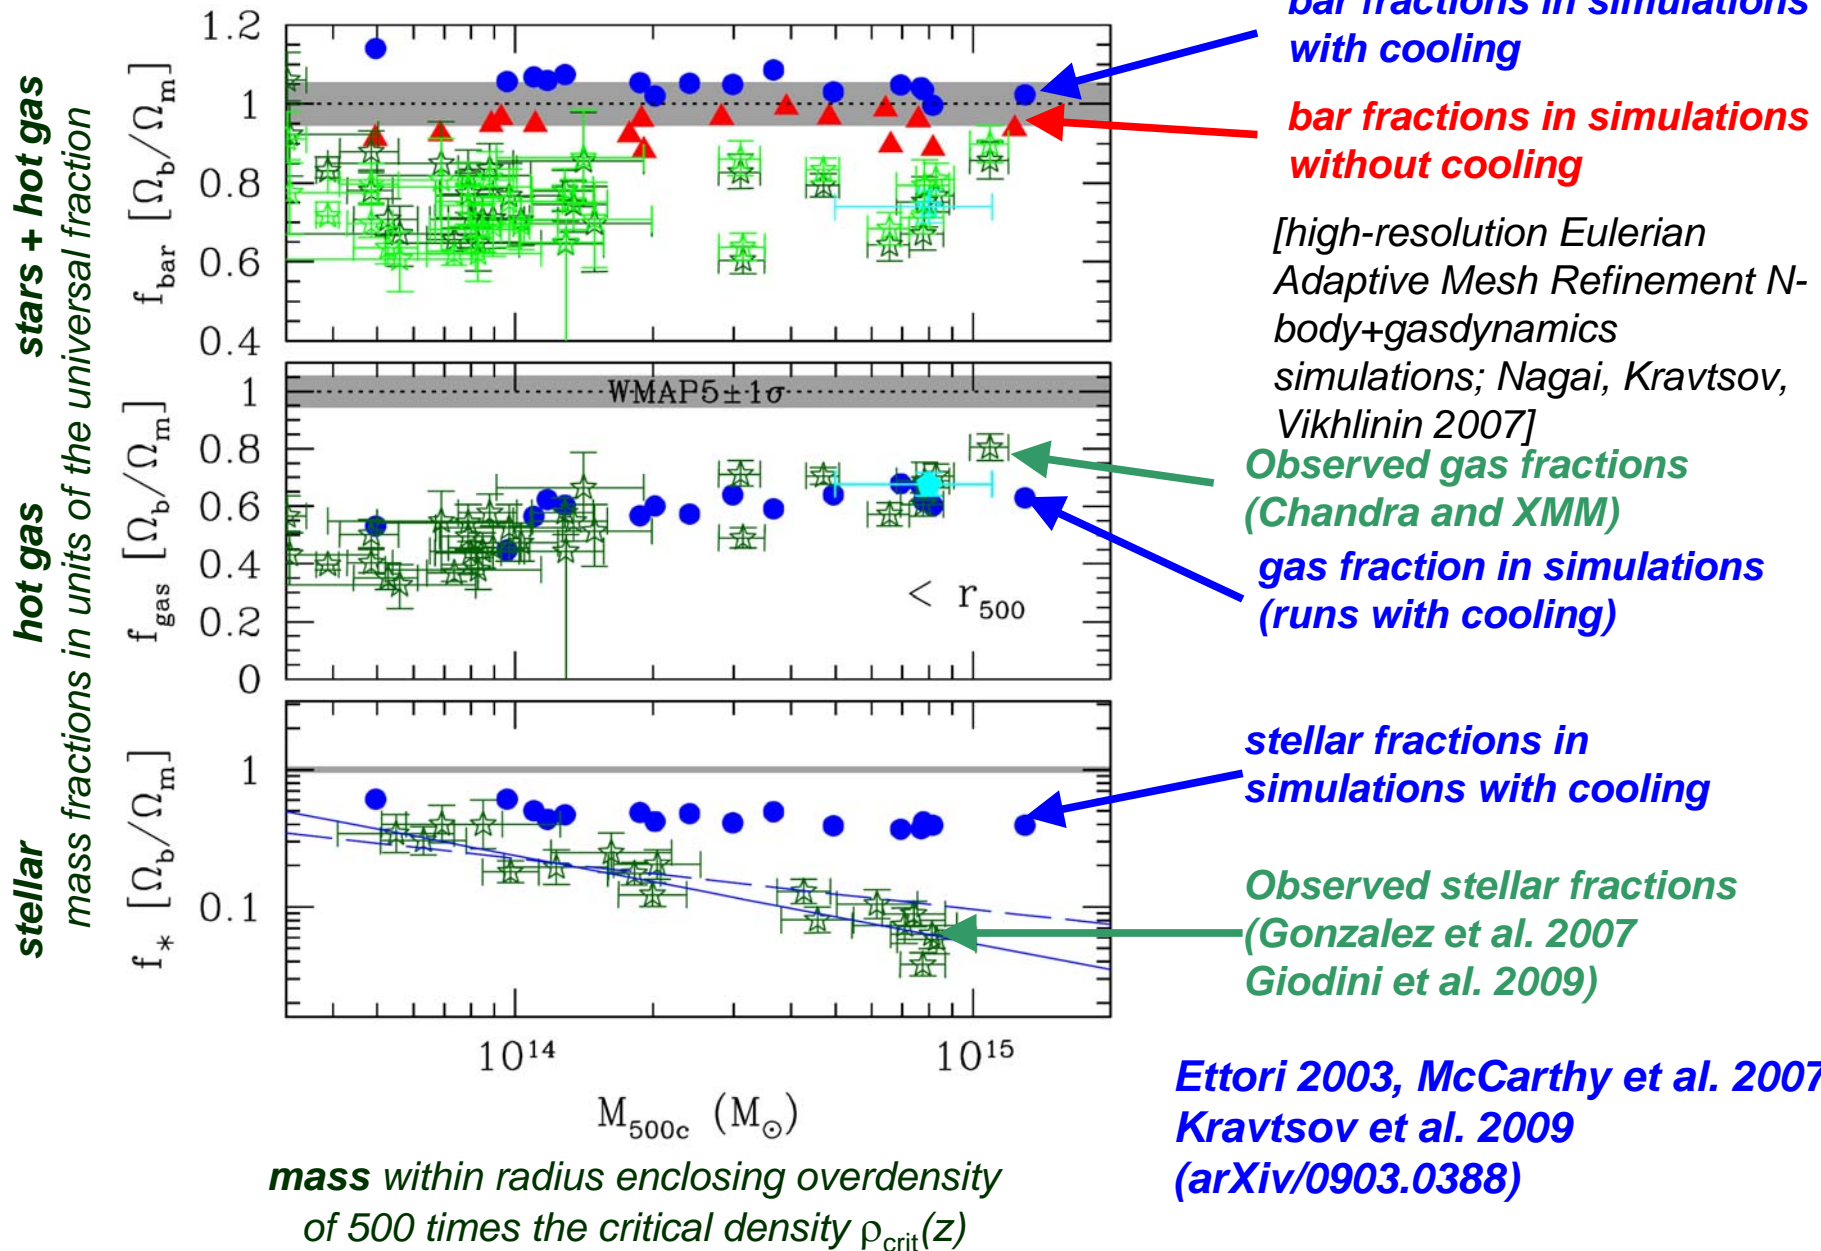 bar fractions in simulations
with cooling
bar fractions in simulations
without cooling
[high-resolution Eulerian
Adaptive Mesh Refinement N-
body+gasdynamics
simulations; Nagai, Kravtsov,
Vikhlinin 2007]
Observed gas fractions
(Chandra and XMM)
gas fraction in simulations
(runs with cooling)
stellar fractions in
simulations with cooling
Observed stellar fractions
(Gonzalez et al. 2007
Giodini et al. 2009)
Ettori 2003, McCarthy et al. 2007
Kravtsov et al. 2009
(arXiv/0903.0388)
stellar hot gas stars + hot gas
mass fractions in units of the universal fraction
f_bar [Ω_b/Ω_m]
1.2
1
0.8
0.6
0.4
f_gas [Ω_b/Ω_m]
1
0.8
0.6
0.4
0.2
0
WMAP5±1σ
< r_500
f_* [Ω_b/Ω_m]
1
0.1
10^14 10^15
M_500c (M_⊙)
mass within radius enclosing overdensity
of 500 times the critical density ρ_crit(z)